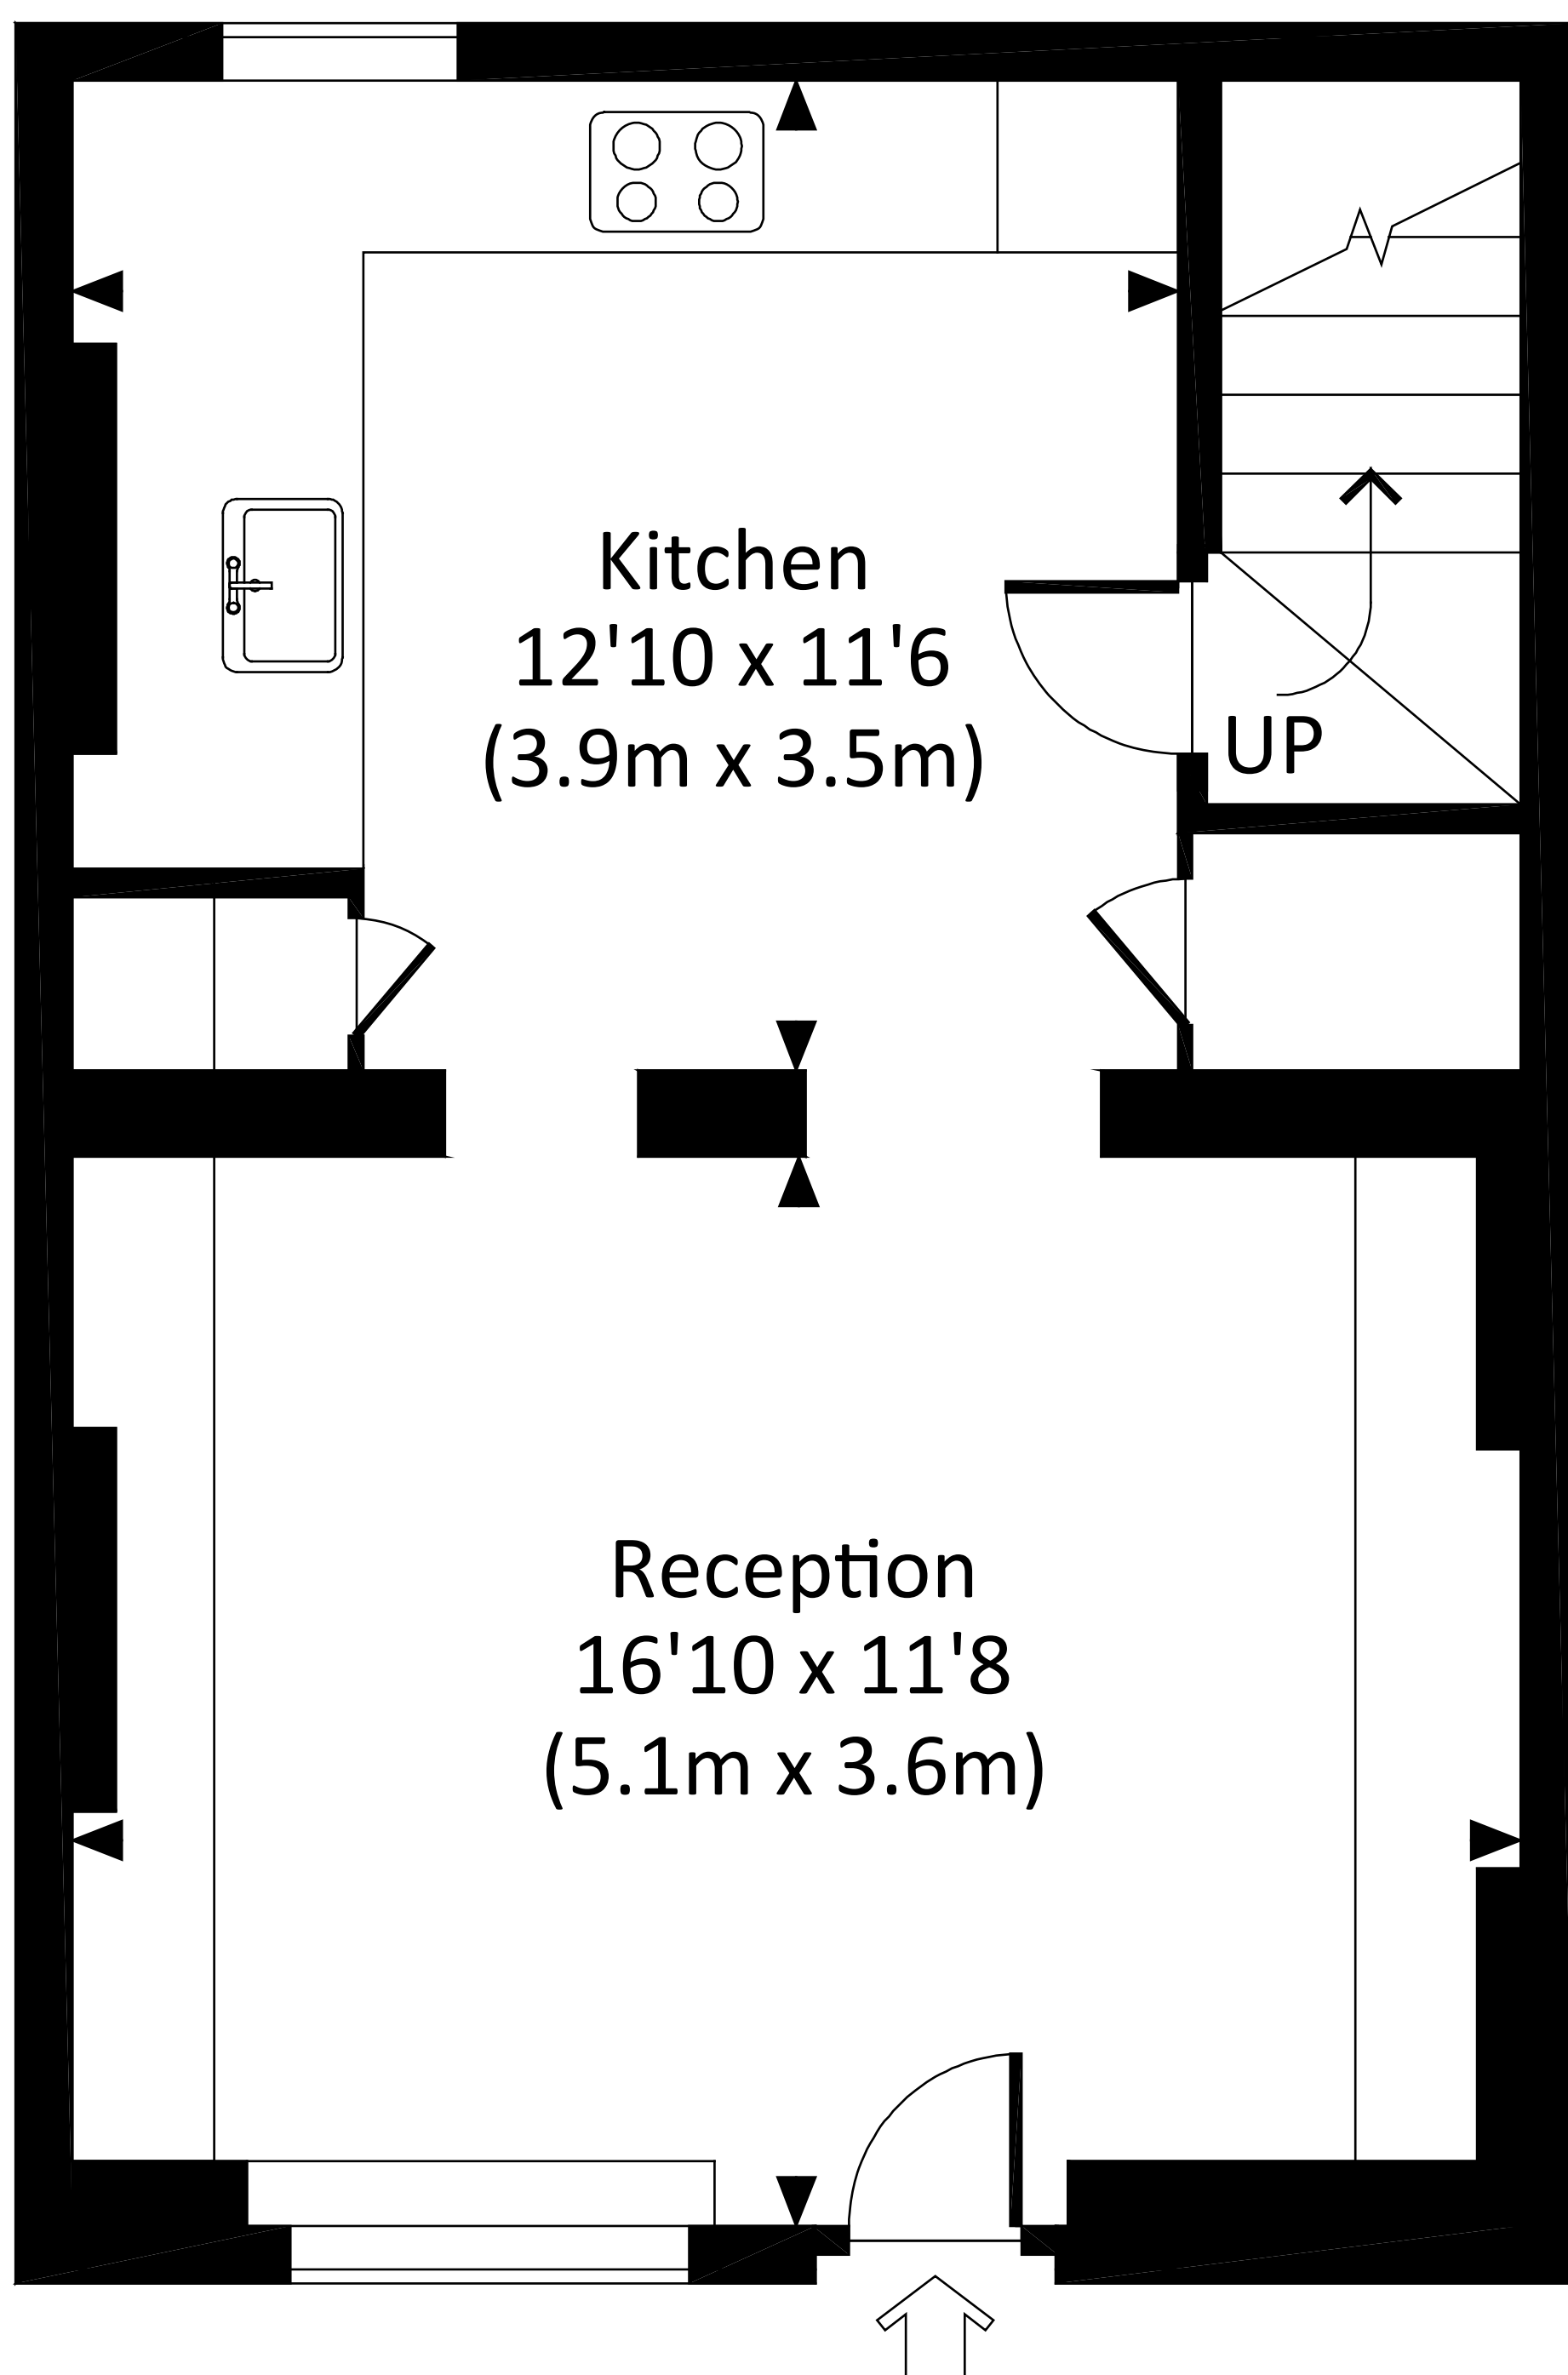 Kitchen
12'10 x 11'6
(3.9m x 3.5m)
UP
Reception
16'10 x 11'8
(5.1m x 3.6m)